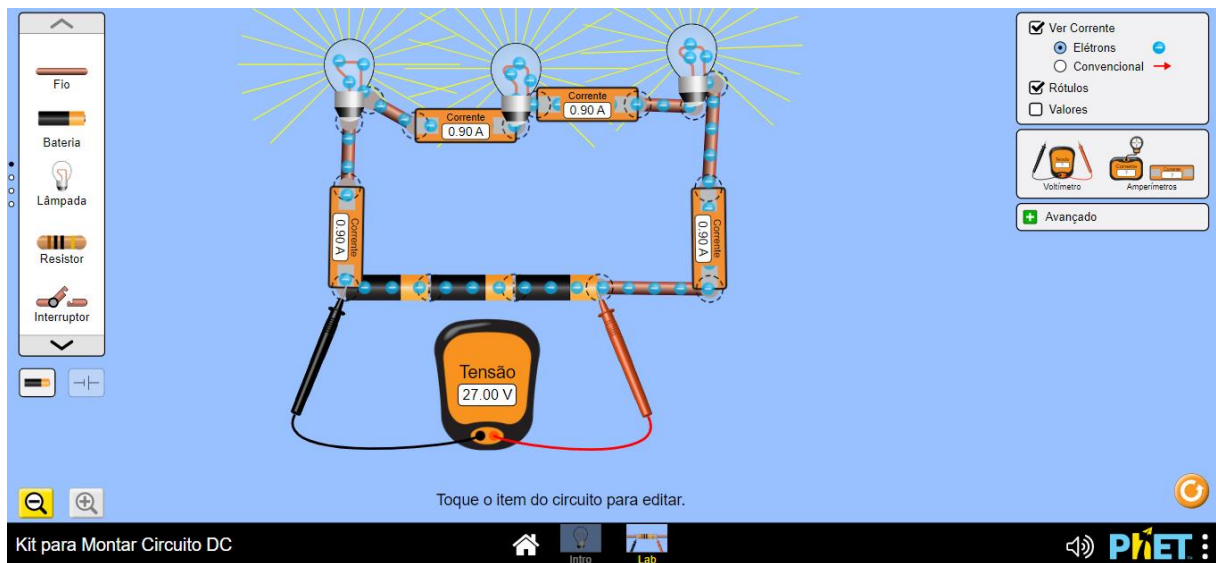 Fio
Bateria
Lâmpada
Resistor
Interruptor
Corrente
0.90 A
Corrente
0.90 A
Corrente
0.90 A
Corrente
0.90 A
Tensão
27.00 V
Toque o item do circuito para editar.
Ver Corrente
Elétrons
Convencional
Rótulos
Valores
Voltímetro
Amperímetros
Avançado
Kit para Montar Circuito DC
Intro
Lab
PhET